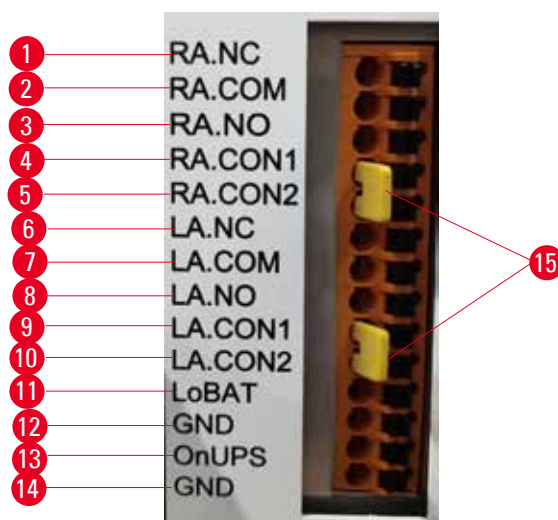 1 RA.NC
2 RA.COM
3 RA.NO
4 RA.CON1
5 RA.CON2
6 LA.NC
7 LA.COM
8 LA.NO
9 LA.CON1
10 LA.CON2
11 LoBAT
12 GND
13 OnUPS
14 GND
15